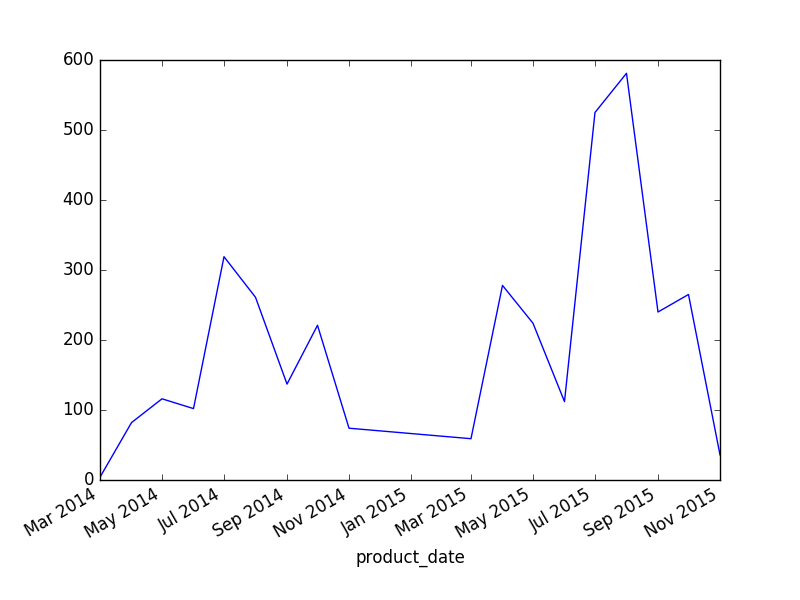 600
500
400
300
200
100
0
Mar 2014
May 2014
Jul 2014
Sep 2014
Nov 2014
Jan 2015
Mar 2015
May 2015
Jul 2015
Sep 2015
Nov 2015
product_date